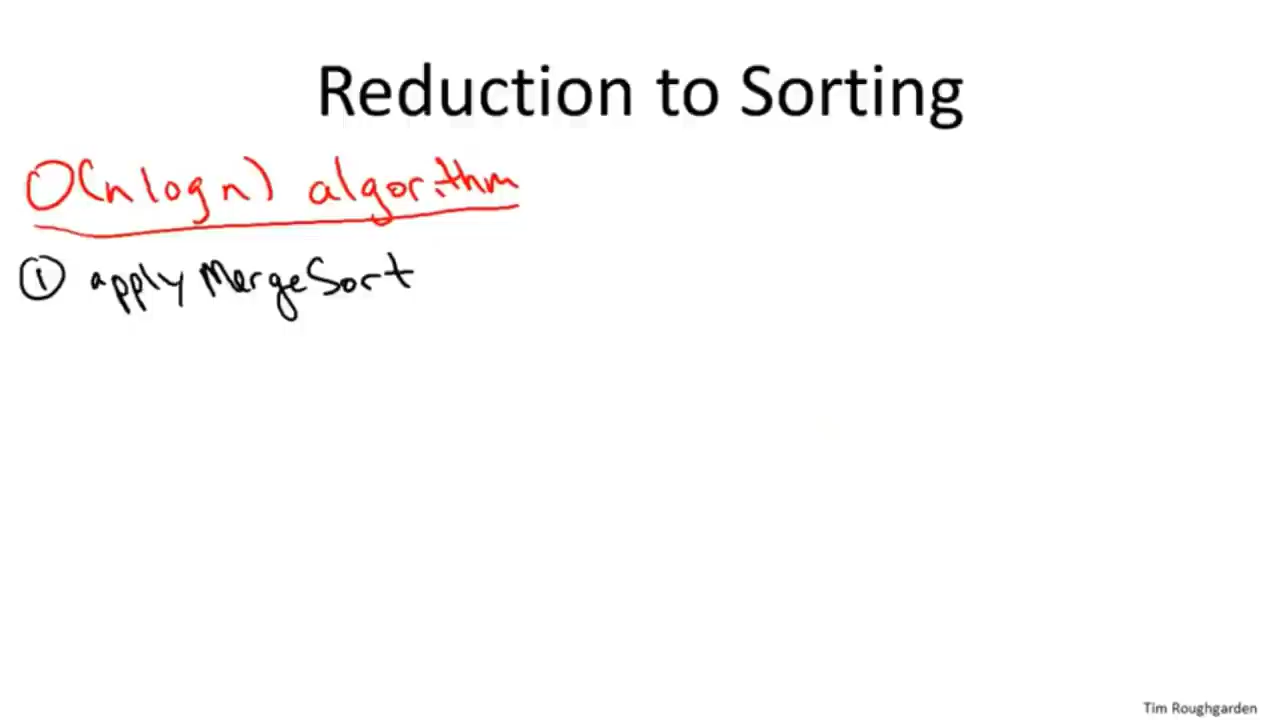 Reduction to Sorting
O(n log n) algorithm
① apply MergeSort
Tim Roughgarden